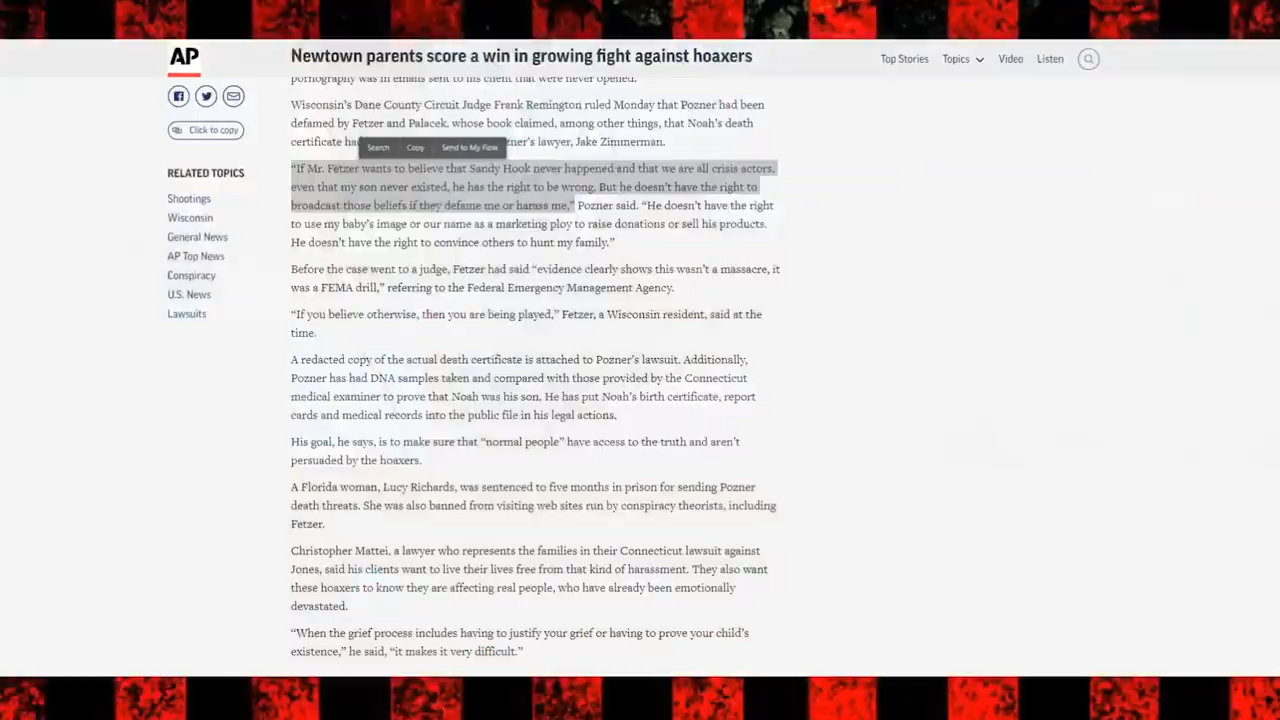 AP
Newtown parents score a win in growing fight against hoaxers
Top Stories
Topics
Video
Listen
Click to copy
RELATED TOPICS
Shootings
Wisconsin
General News
AP Top News
Conspiracy
U.S. News
Lawsuits
pornography was in emails sent to his client that were never opened.
Wisconsin's Dane County Circuit Judge Frank Remington ruled Monday that Pozner had been
defamed by Fetzer and Palacek, whose book claimed, among other things, that Noah's death
certificate Jake Zimmerman.
Search Copy Send to My Flow
“If Mr. Fetzer wants to believe that Sandy Hook never happened and that we are all crisis actors,
even that my son never existed, he has the right to be wrong. But he doesn't have the right to
broadcast those beliefs if they defame me or harass me,” Pozner said. “He doesn't have the right
to use my baby's image or our name as a marketing ploy to raise donations or sell his products.
He doesn't have the right to convince others to hunt my family.”
Before the case went to a judge, Fetzer had said “evidence clearly shows this wasn't a massacre, it
was a FEMA drill,” referring to the Federal Emergency Management Agency.
“If you believe otherwise, then you are being played,” Fetzer, a Wisconsin resident, said at the
time.
A redacted copy of the actual death certificate is attached to Pozner's lawsuit. Additionally,
Pozner has had DNA samples taken and compared with those provided by the Connecticut
medical examiner to prove that Noah was his son. He has put Noah's birth certificate, report
cards and medical records into the public file in his legal actions.
His goal, he says, is to make sure that “normal people” have access to the truth and aren't
persuaded by the hoaxers.
A Florida woman, Lucy Richards, was sentenced to five months in prison for sending Pozner
death threats. She was also banned from visiting web sites run by conspiracy theorists, including
Fetzer.
Christopher Mattei, a lawyer who represents the families in their Connecticut lawsuit against
Jones, said his clients want to live their lives free from that kind of harassment. They also want
these hoaxers to know they are affecting real people, who have already been emotionally
devastated.
“When the grief process includes having to justify your grief or having to prove your child's
existence,” he said, “it makes it very difficult.”